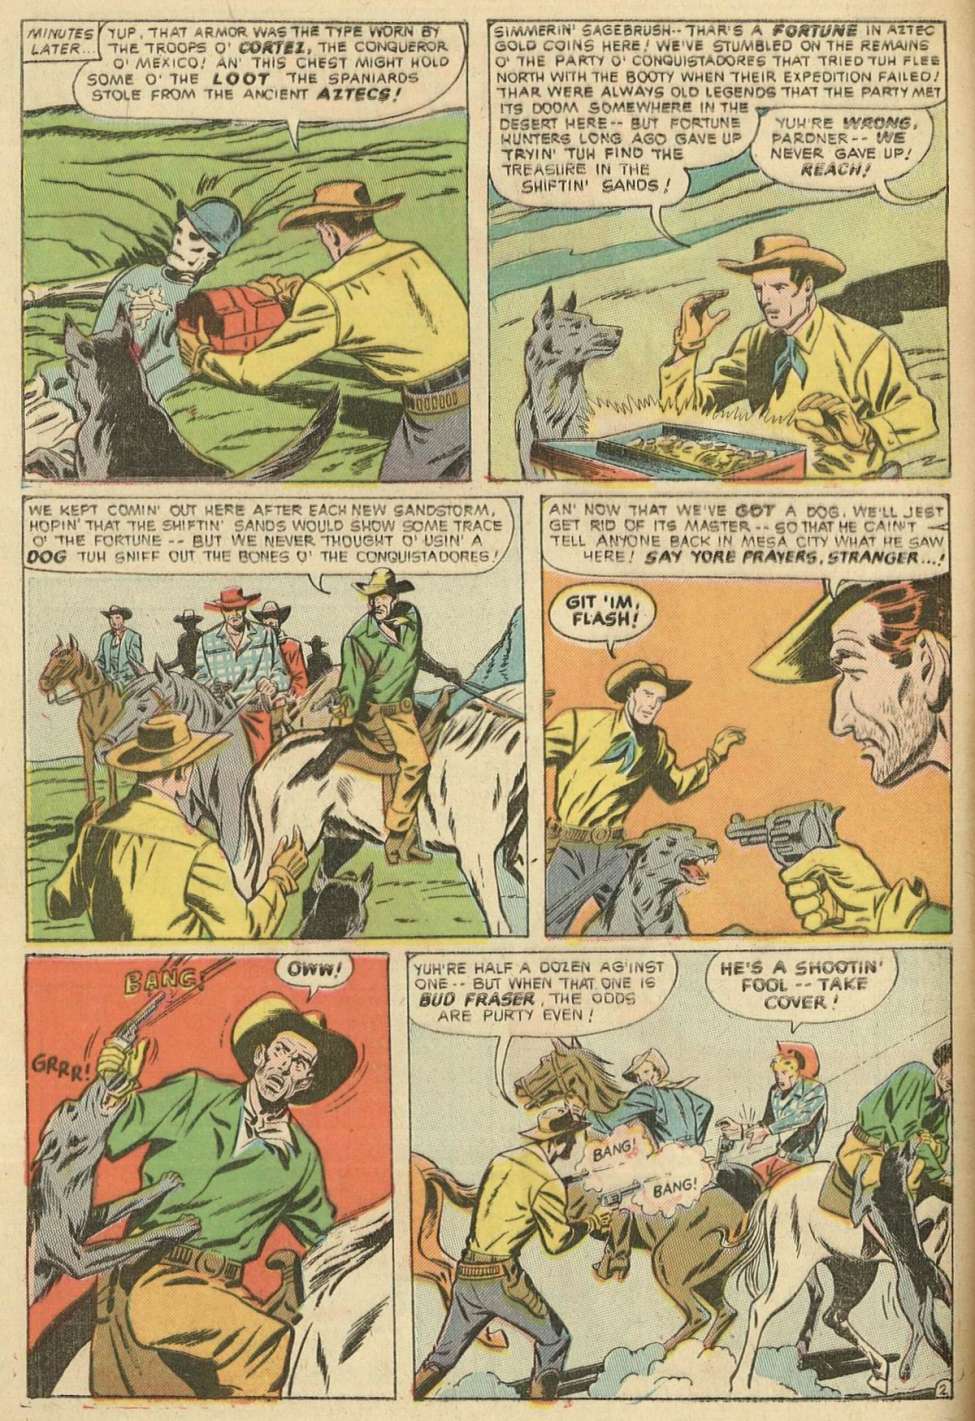 MINUTES
LATER...
YUP, THAT ARMOR WAS THE TYPE WORN BY
THE TROOPS O' CORTEZ, THE CONQUEROR
O' MEXICO! AN' THIS CHEST MIGHT HOLD
SOME O' THE LOOT THE SPANIARDS
STOLE FROM THE ANCIENT AZTECS!
SIMMERIN' SAGEBRUSH-- THAR'S A FORTUNE IN AZTEC
GOLD COINS HERE! WE'VE STUMBLED ON THE REMAINS
O' THE PARTY O' CONQUISTADORES THAT TRIED TUH FLEE
NORTH WITH THE BOOTY WHEN THEIR EXPEDITION FAILED!
THAR WERE ALWAYS OLD LEGENDS THAT THE PARTY MET
ITS DOOM SOMEWHERE IN THE
DESERT HERE-- BUT FORTUNE
HUNTERS LONG AGO GAVE UP
TRYIN' TUH FIND THE
TREASURE IN THE
SHIFTIN' SANDS!
YUH'RE WRONG,
PARDNER-- WE
NEVER GAVE UP!
REACH!
WE KEPT COMIN' OUT HERE AFTER EACH NEW SANDSTORM,
HOPIN' THAT THE SHIFTIN' SANDS WOULD SHOW SOME TRACE
O' THE FORTUNE -- BUT WE NEVER THOUGHT O' USIN' A
DOG TUH SNIFF OUT THE BONES O' THE CONQUISTADORES!
AN' NOW THAT WE'VE GOT A DOG, WE'LL JEST
GET RID OF ITS MASTER-- SO THAT HE CAIN'T
TELL ANYONE BACK IN MESA CITY WHAT HE SAW
HERE! SAY YORE PRAYERS, STRANGER...!
GIT 'IM,
FLASH!
BANG!
OWW!
GRRR!
YUH'RE HALF A DOZEN AG'INST
ONE-- BUT WHEN THAT ONE IS
BUD FRASER, THE ODDS
ARE PURTY EVEN!
HE'S A SHOOTIN'
FOOL -- TAKE
COVER!
BANG!
BANG!
2